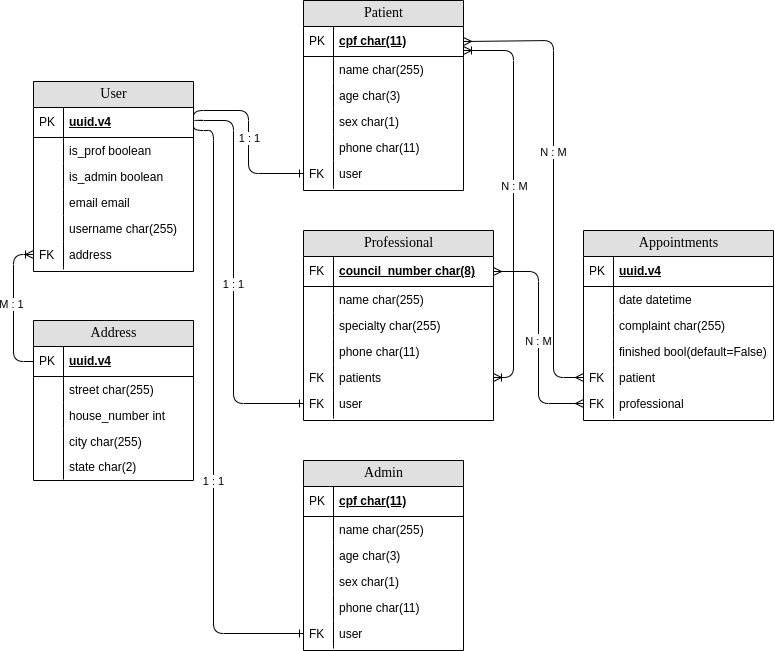 Patient
PK cpf char(11)
name char(255)
age char(3)
sex char(1)
phone char(11)
FK user
User
PK uuid.v4
is_prof boolean
is_admin boolean
email email
username char(255)
FK address
1 : 1
N : M
N : M
Professional
FK council_number char(8)
name char(255)
specialty char(255)
phone char(11)
FK patients
FK user
Appointments
PK uuid.v4
date datetime
complaint char(255)
finished bool(default=False)
FK patient
FK professional
1 : 1
M : 1
N : M
Address
PK uuid.v4
street char(255)
house_number int
city char(255)
state char(2)
Admin
PK cpf char(11)
name char(255)
age char(3)
sex char(1)
phone char(11)
FK user
1 : 1